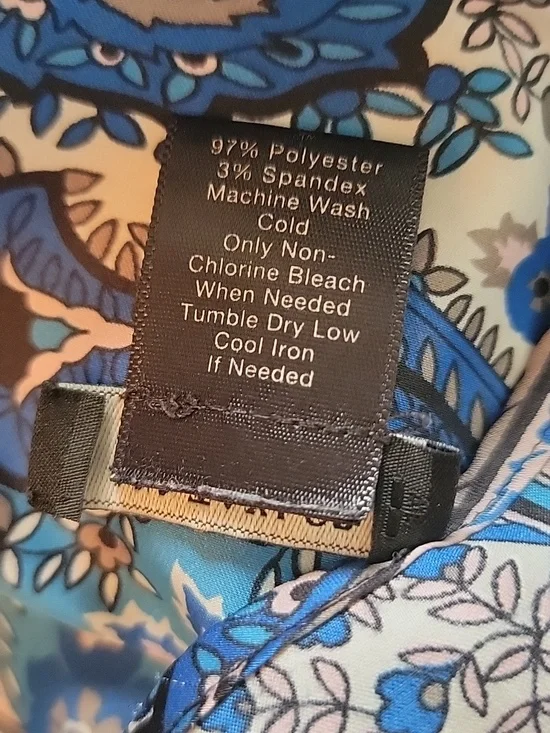 97% Polyester
3% Spandex
Machine Wash
Cold
Only Non-
Chlorine Bleach
When Needed
Tumble Dry Low
Cool Iron
If Needed